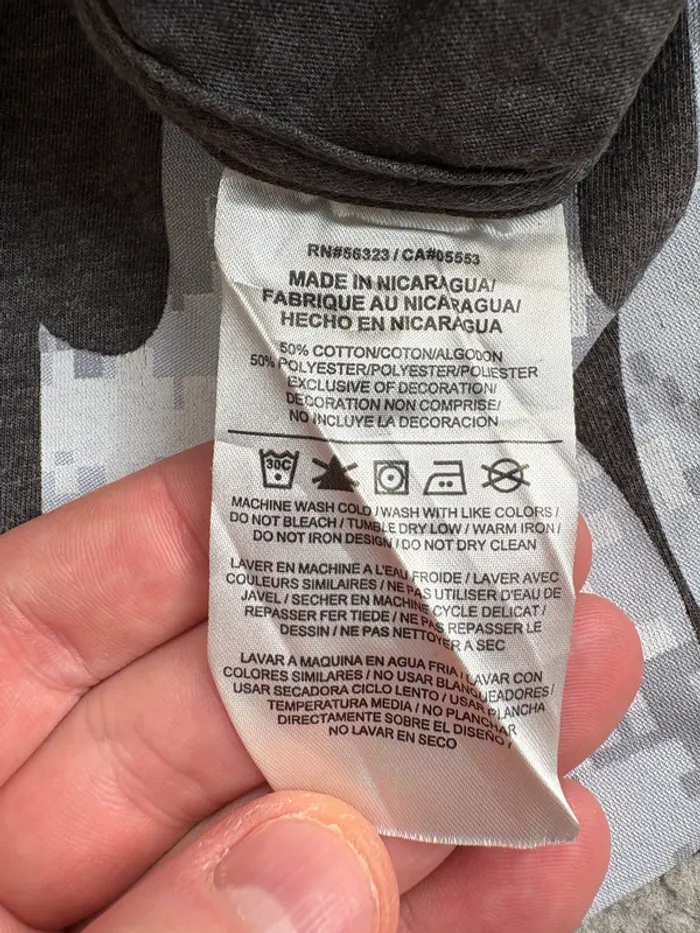 RN#56323 / CA#05553
MADE IN NICARAGUA/
FABRIQUE AU NICARAGUA/
HECHO EN NICARAGUA
50% COTTON/COTON/ALGODON
50% POLYESTER/POLYESTER/POLIESTER
EXCLUSIVE OF DECORATION/
DECORATION NON COMPRISE/
NO INCLUYE LA DECORACION
30C
MACHINE WASH COLD / WASH WITH LIKE COLORS /
DO NOT BLEACH / TUMBLE DRY LOW / WARM IRON /
DO NOT IRON DESIGN / DO NOT DRY CLEAN
LAVER EN MACHINE A L'EAU FROIDE / LAVER AVEC
COULEURS SIMILAIRES / NE PAS UTILISER D'EAU DE
JAVEL / SECHER EN MACHINE CYCLE DELICAT /
REPASSER FER TIEDE / NE PAS REPASSER LE
DESSIN / NE PAS NETTOYER A SEC
LAVAR A MAQUINA EN AGUA FRIA / LAVAR CON
COLORES SIMILARES / NO USAR BLANQUEADORES /
USAR SECADORA CICLO LENTO / USAR PLANCHA
TEMPERATURA MEDIA / NO PLANCHAR
DIRECTAMENTE SOBRE EL DISEÑO /
NO LAVAR EN SECO